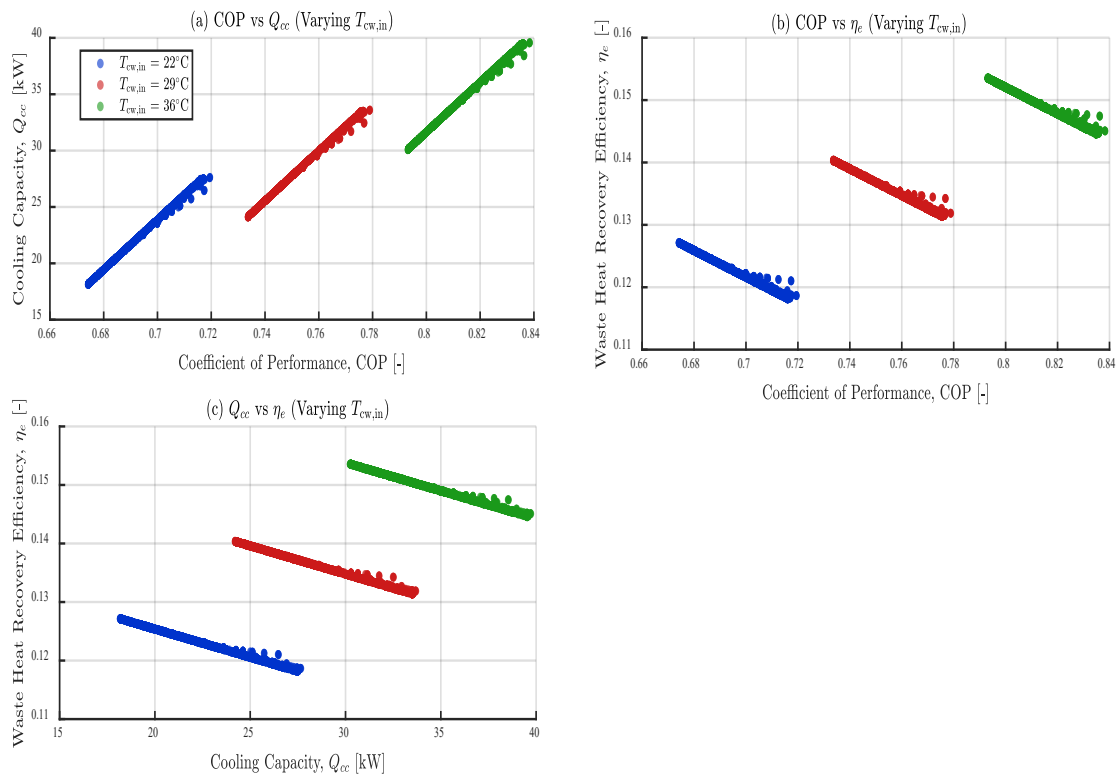 (a) COP vs Q_cc (Varying T_cw,in)
Cooling Capacity, Q_cc [kW]
40
35
30
25
20
15
T_cw,in = 22°C
T_cw,in = 29°C
T_cw,in = 36°C
0.66 0.68 0.7 0.72 0.74 0.76 0.78 0.8 0.82 0.84
Coefficient of Performance, COP [-]
(b) COP vs η_e (Varying T_cw,in)
Waste Heat Recovery Efficiency, η_e [-]
0.16
0.15
0.14
0.13
0.12
0.11
0.66 0.68 0.7 0.72 0.74 0.76 0.78 0.8 0.82 0.84
Coefficient of Performance, COP [-]
(c) Q_cc vs η_e (Varying T_cw,in)
Waste Heat Recovery Efficiency, η_e [-]
0.16
0.15
0.14
0.13
0.12
0.11
15 20 25 30 35 40
Cooling Capacity, Q_cc [kW]